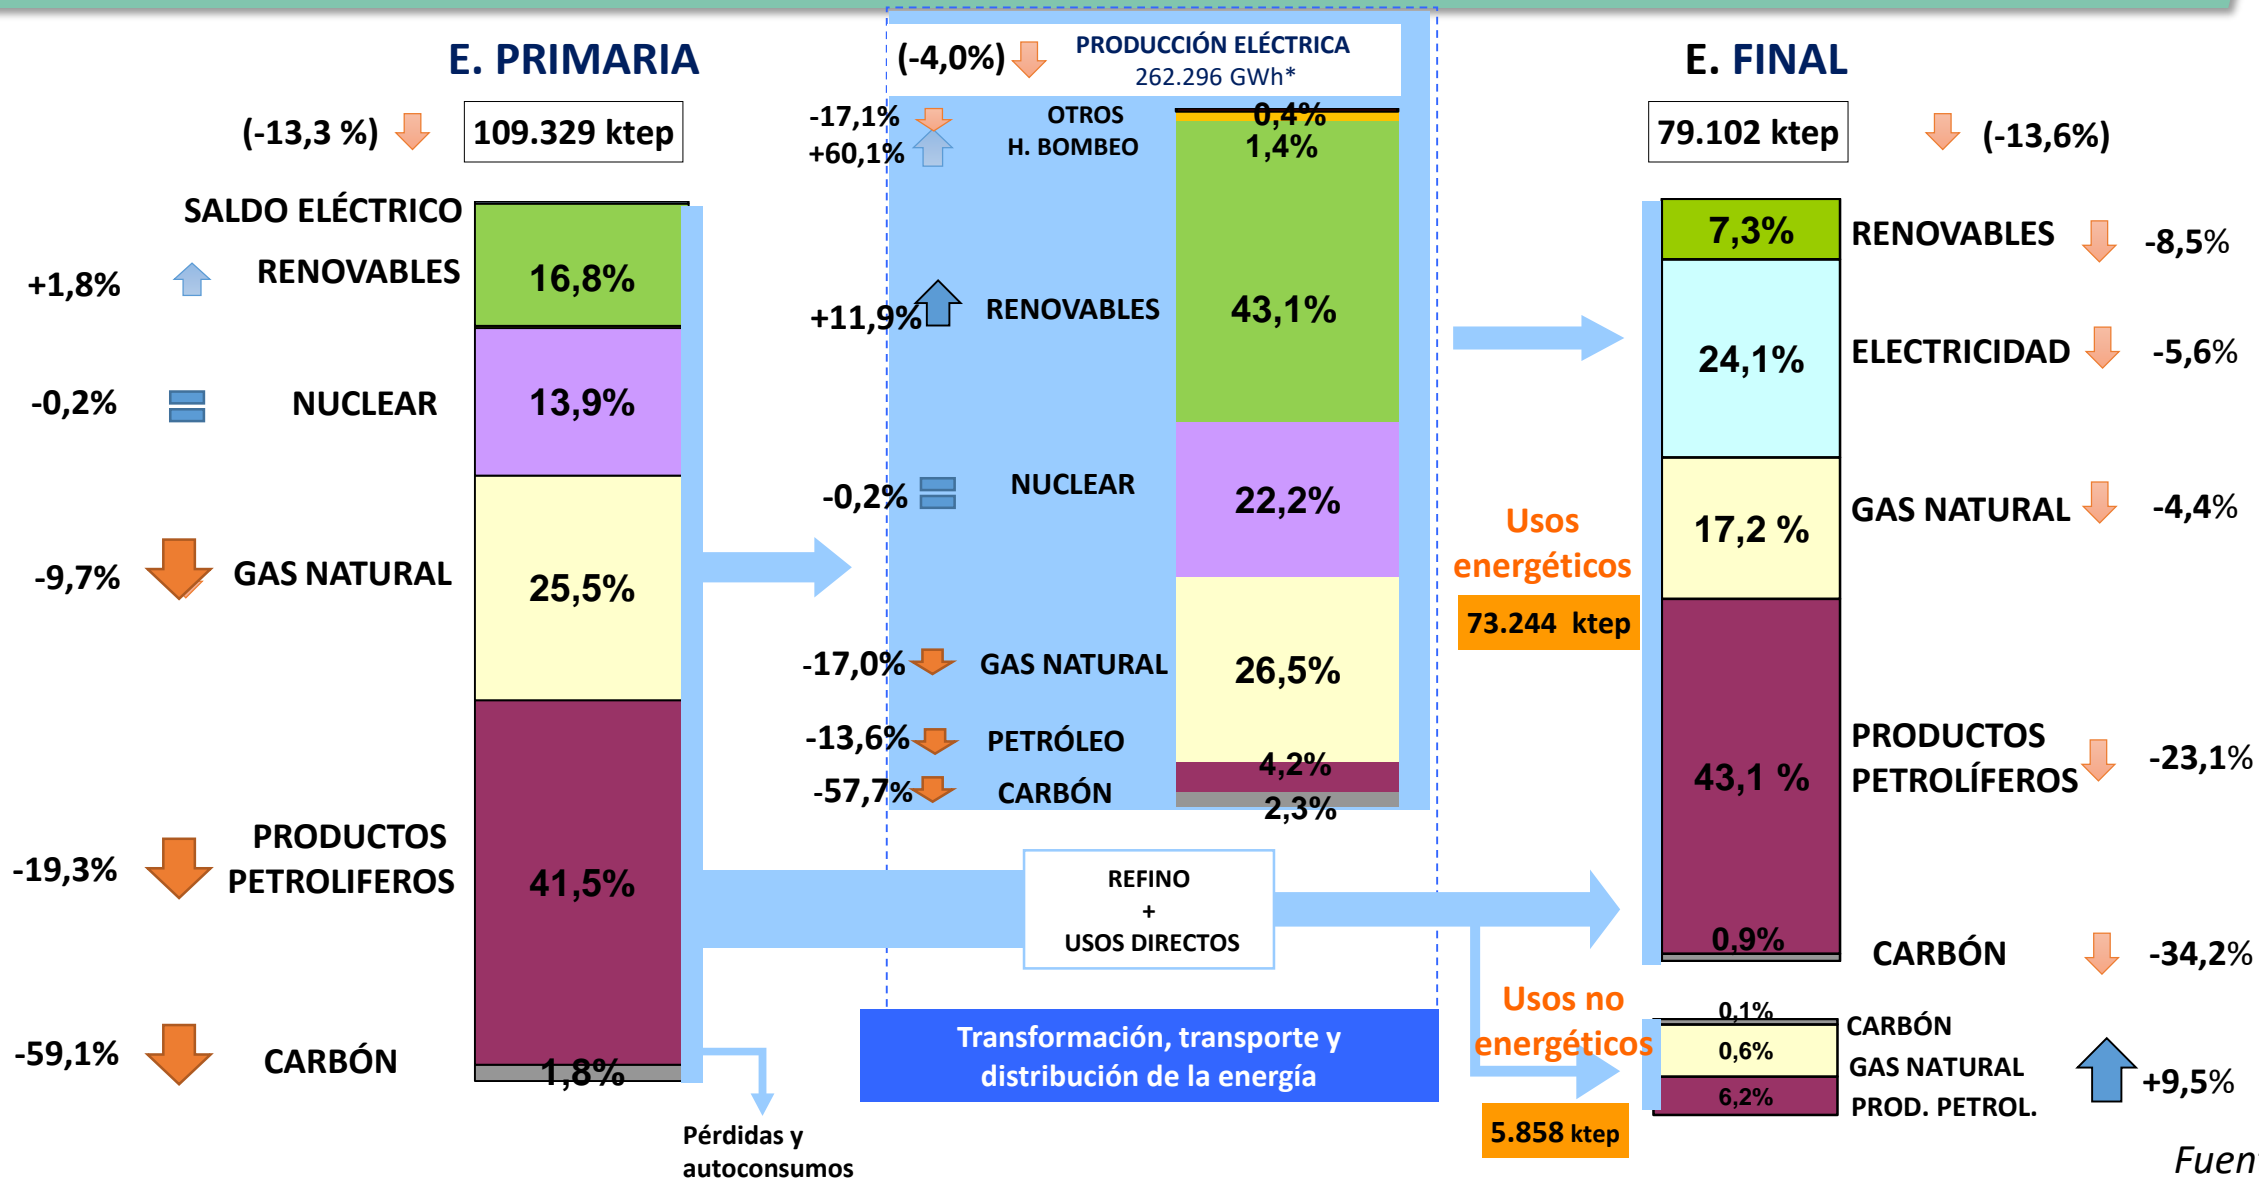 E. PRIMARIA
(-13,3 %)
109.329 ktep
SALDO ELÉCTRICO
+1,8%
RENOVABLES
16,8%
-0,2%
NUCLEAR
13,9%
-9,7%
GAS NATURAL
25,5%
-19,3%
PRODUCTOS
PETROLIFEROS
41,5%
-59,1%
CARBÓN
1,8%
Pérdidas y
autoconsumos
(-4,0%)
PRODUCCIÓN ELÉCTRICA
262.296 GWh*
-17,1%
OTROS
0,4%
+60,1%
H. BOMBEO
1,4%
+11,9%
RENOVABLES
43,1%
-0,2%
NUCLEAR
22,2%
-17,0%
GAS NATURAL
26,5%
-13,6%
PETRÓLEO
4,2%
-57,7%
CARBÓN
2,3%
REFINO
+
USOS DIRECTOS
Transformación, transporte y
distribución de la energía
Usos
energéticos
73.244 ktep
Usos no
energéticos
5.858 ktep
E. FINAL
79.102 ktep
(-13,6%)
7,3%
RENOVABLES
-8,5%
24,1%
ELECTRICIDAD
-5,6%
17,2 %
GAS NATURAL
-4,4%
43,1 %
PRODUCTOS
PETROLÍFEROS
-23,1%
0,9%
CARBÓN
-34,2%
0,1%
CARBÓN
0,6%
GAS NATURAL
6,2%
PROD. PETROL.
+9,5%